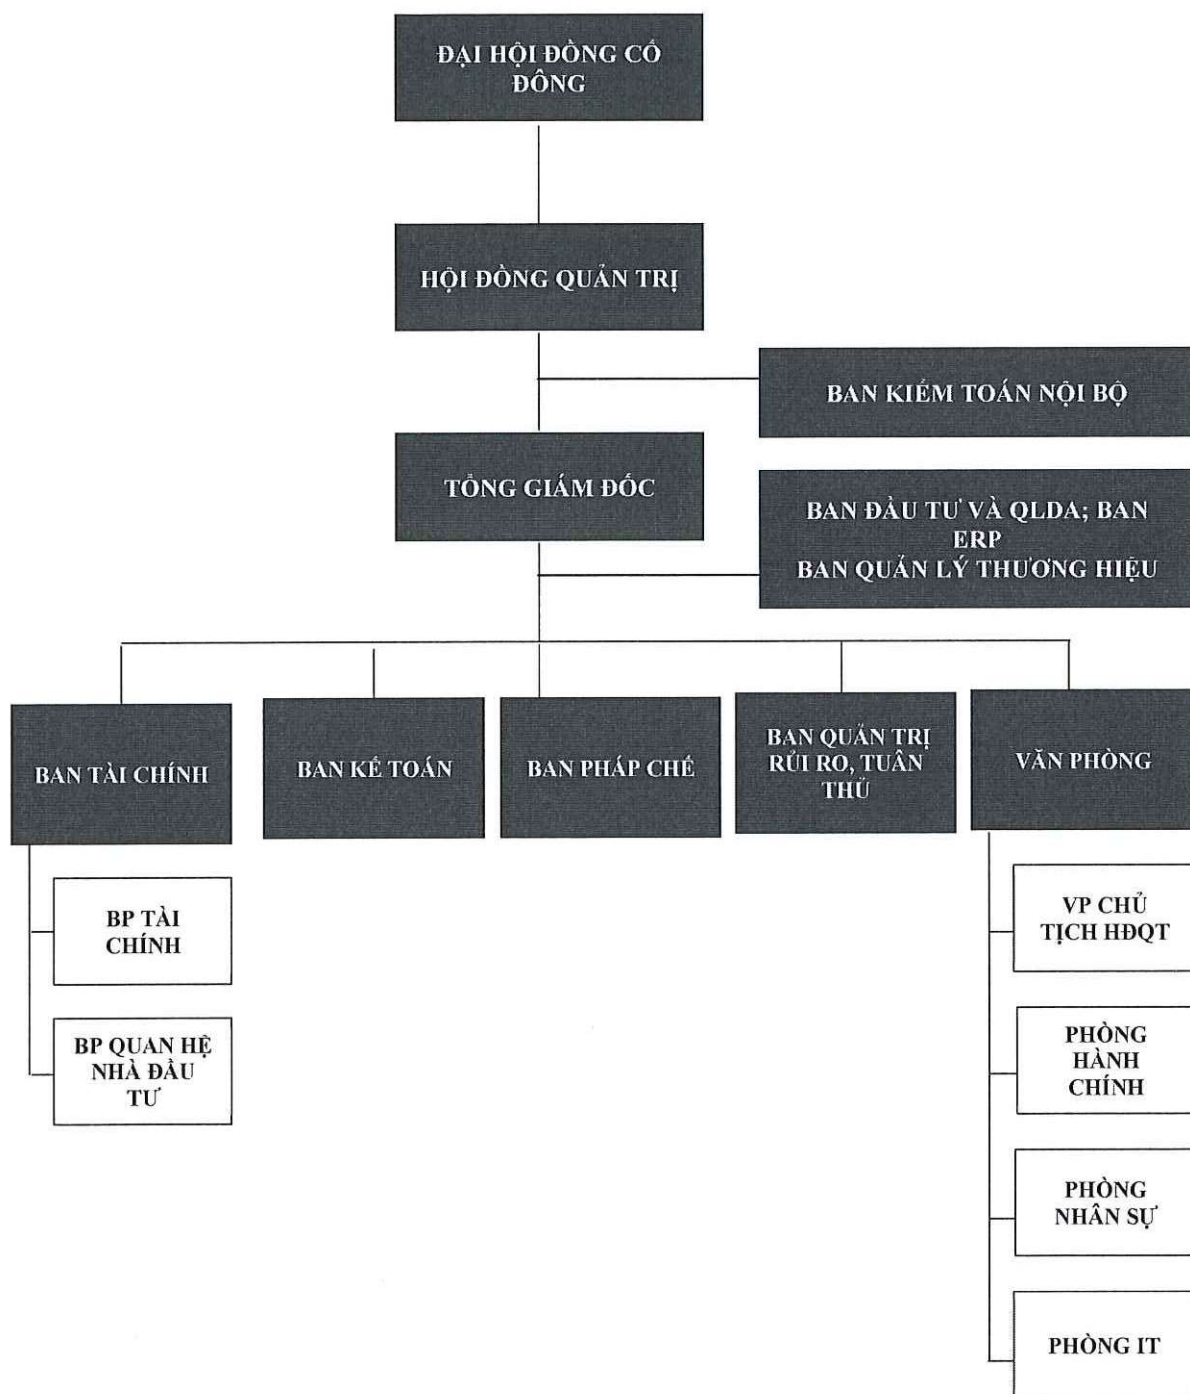 ĐẠI HỘI ĐỒNG CỔ
ĐÔNG
HỘI ĐỒNG QUẢN TRỊ
BAN KIỂM TOÁN NỘI BỘ
TỔNG GIÁM ĐỐC
BAN ĐẦU TƯ VÀ QLDA; BAN
ERP
BAN QUẢN LÝ THƯƠNG HIỆU
BAN TÀI CHÍNH
BAN KẾ TOÁN
BAN PHÁP CHẾ
BAN QUẢN TRỊ
RỦI RO, TUÂN
THỦ
VĂN PHÒNG
BP TÀI
CHÍNH
BP QUAN HỆ
NHÀ ĐẦU
TƯ
VP CHỦ
TỊCH HĐQT
PHÒNG
HÀNH
CHÍNH
PHÒNG
NHÂN SỰ
PHÒNG IT